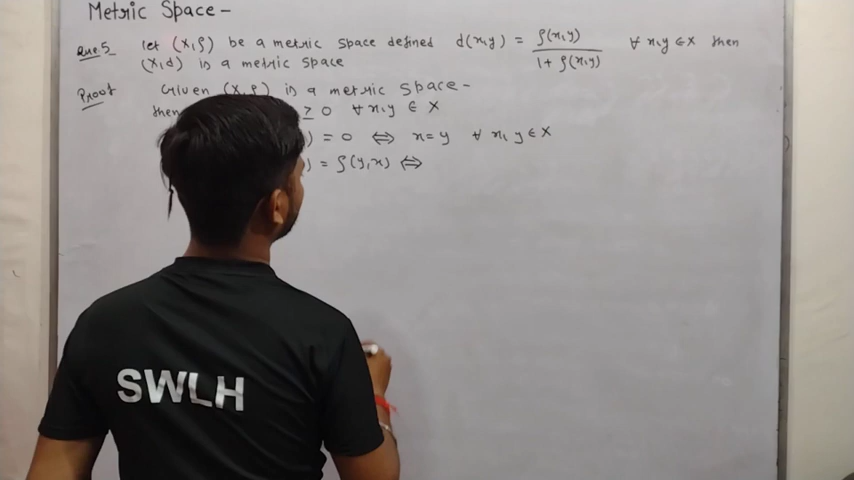 Metric Space -
Que.5 let (X,ρ) be a metric space defined d(x,y) = ρ(x,y) / 1 + ρ(x,y) ∀ x,y ∈ X then
(X,d) is a metric space
Proof Given (X,ρ) is a metric space -
then ≥ 0 ∀ x,y ∈ X
) = 0 ⇔ x = y ∀ x, y ∈ X
) = ρ(y,x) ⇔
SWLH